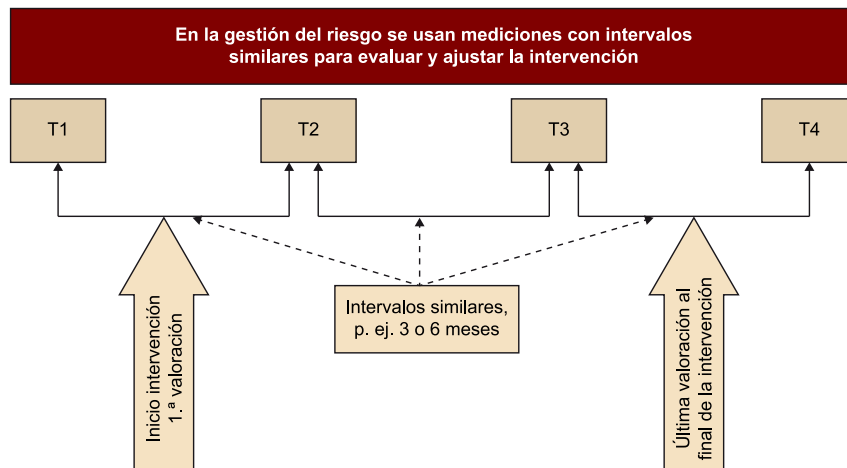 En la gestión del riesgo se usan mediciones con intervalos
similares para evaluar y ajustar la intervención
T1
T2
T3
T4
Intervalos similares,
p. ej. 3 o 6 meses
Inicio intervención
1.ª valoración
Última valoración al
final de la intervención